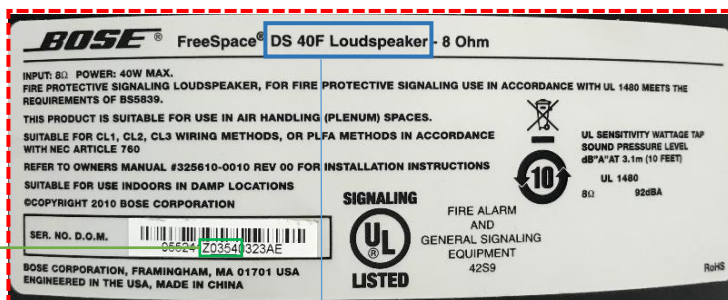 BOSE® FreeSpace® DS 40F Loudspeaker - 8 Ohm
INPUT: 8Ω POWER: 40W MAX.
FIRE PROTECTIVE SIGNALING LOUDSPEAKER, FOR FIRE PROTECTIVE SIGNALING USE IN ACCORDANCE WITH UL 1480 MEETS THE
REQUIREMENTS OF BS5839.
THIS PRODUCT IS SUITABLE FOR USE IN AIR HANDLING (PLENUM) SPACES.
SUITABLE FOR CL1, CL2, CL3 WIRING METHODS, OR PLFA METHODS IN ACCORDANCE
WITH NEC ARTICLE 760
REFER TO OWNERS MANUAL #325610-0010 REV 00 FOR INSTALLATION INSTRUCTIONS
SUITABLE FOR USE INDOORS IN DAMP LOCATIONS
©COPYRIGHT 2010 BOSE CORPORATION
SER. NO. D.O.M.
055241Z03540323AE
BOSE CORPORATION, FRAMINGHAM, MA 01701 USA
ENGINEERED IN THE USA, MADE IN CHINA
SIGNALING
UL
®
LISTED
FIRE ALARM
AND
GENERAL SIGNALING
EQUIPMENT
42S9
10
UL SENSITIVITY WATTAGE TAP
SOUND PRESSURE LEVEL
dB"A"AT 3.1m (10 FEET)
UL 1480
8Ω 92dBA
RoHS